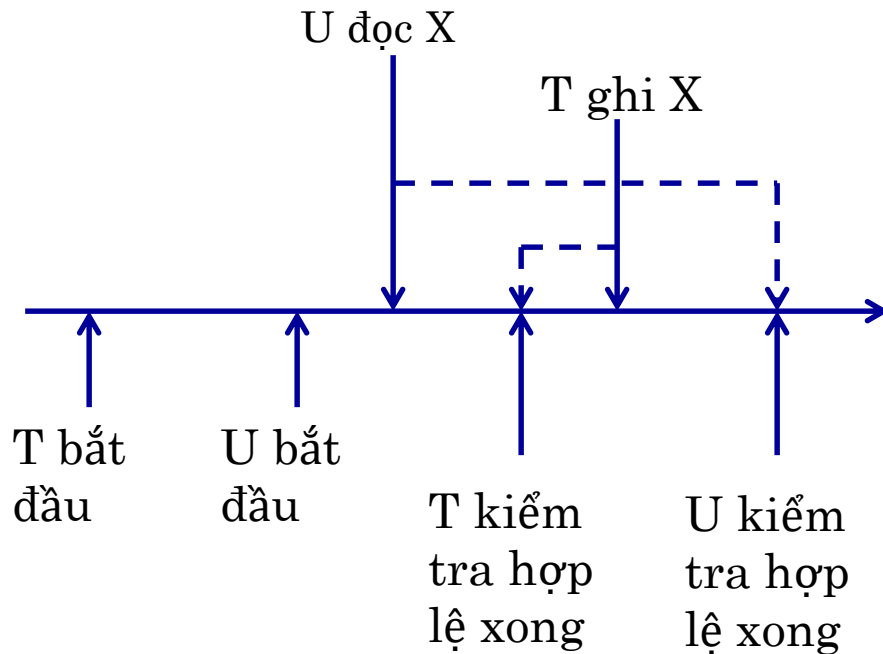 U đọc X
T ghi X
T bắt
đầu
U bắt
đầu
T kiểm
tra hợp
lệ xong
U kiểm
tra hợp
lệ xong